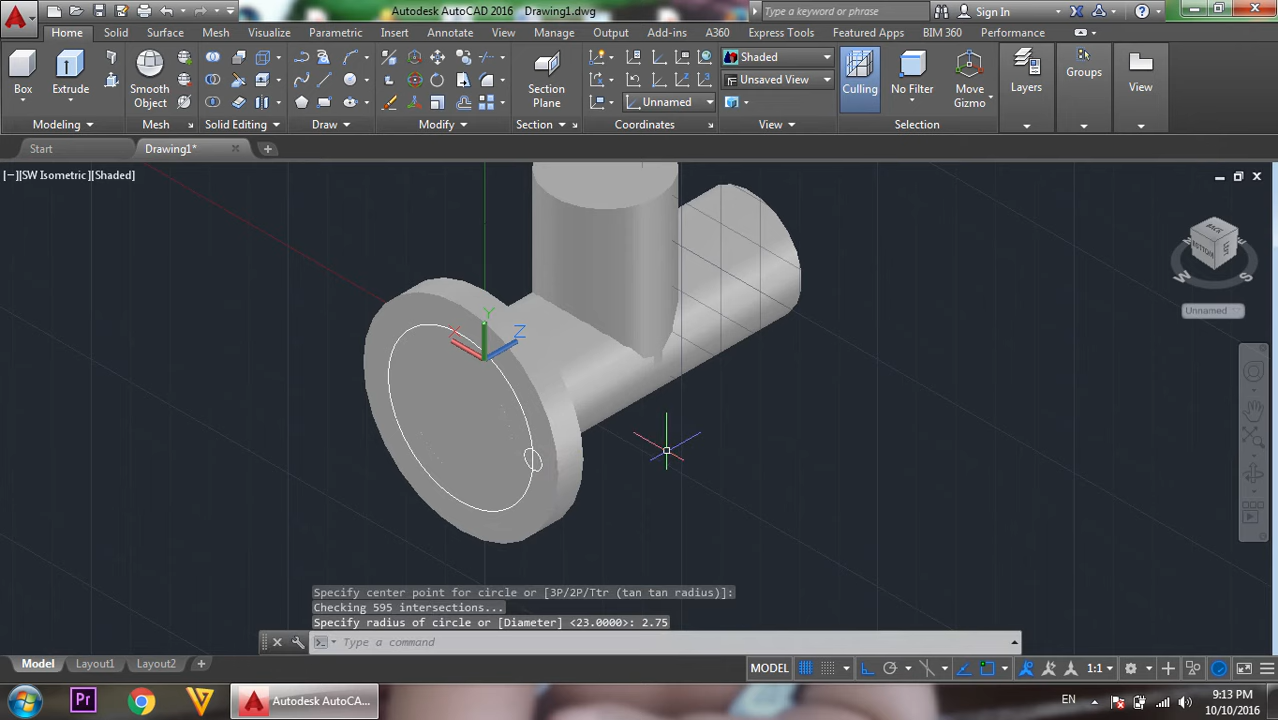 Autodesk AutoCAD 2016 Drawing1.dwg
Type a keyword or phrase
Sign In
Home Solid Surface Mesh Visualize Parametric Insert Annotate View Manage Output Add-ins A360 Express Tools Featured Apps BIM 360 Performance
Box
Extrude
Smooth
Object
Section
Plane
Shaded
Unsaved View
Unnamed
Culling
No Filter
Move
Gizmo
Layers
Groups
View
Modeling Mesh Solid Editing Draw Modify Section Coordinates View Selection
Start Drawing1*
[−][SW Isometric][Shaded]
BACK
BOTTOM
W
S
Unnamed
X
Y
Z
Specify center point for circle or [3P/2P/Ttr (tan tan radius)]:
Checking 595 intersections...
Specify radius of circle or [Diameter] <23.0000>: 2.75
Type a command
Model Layout1 Layout2
MODEL
1:1
Pr
Autodesk AutoCA...
EN
9:13 PM
10/10/2016